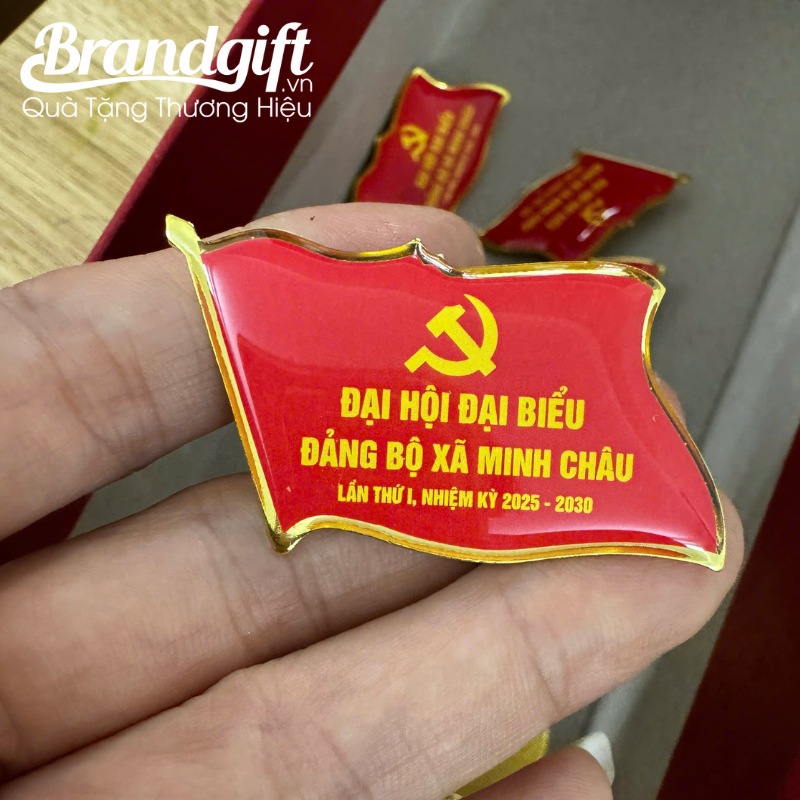 Brandgift
.vn
Quà Tặng Thương Hiệu
ĐẠI HỘI ĐẠI BIỂU
ĐẢNG BỘ XÃ MINH CHÂU
LẦN THỨ I, NHIỆM KỲ 2025 - 2030